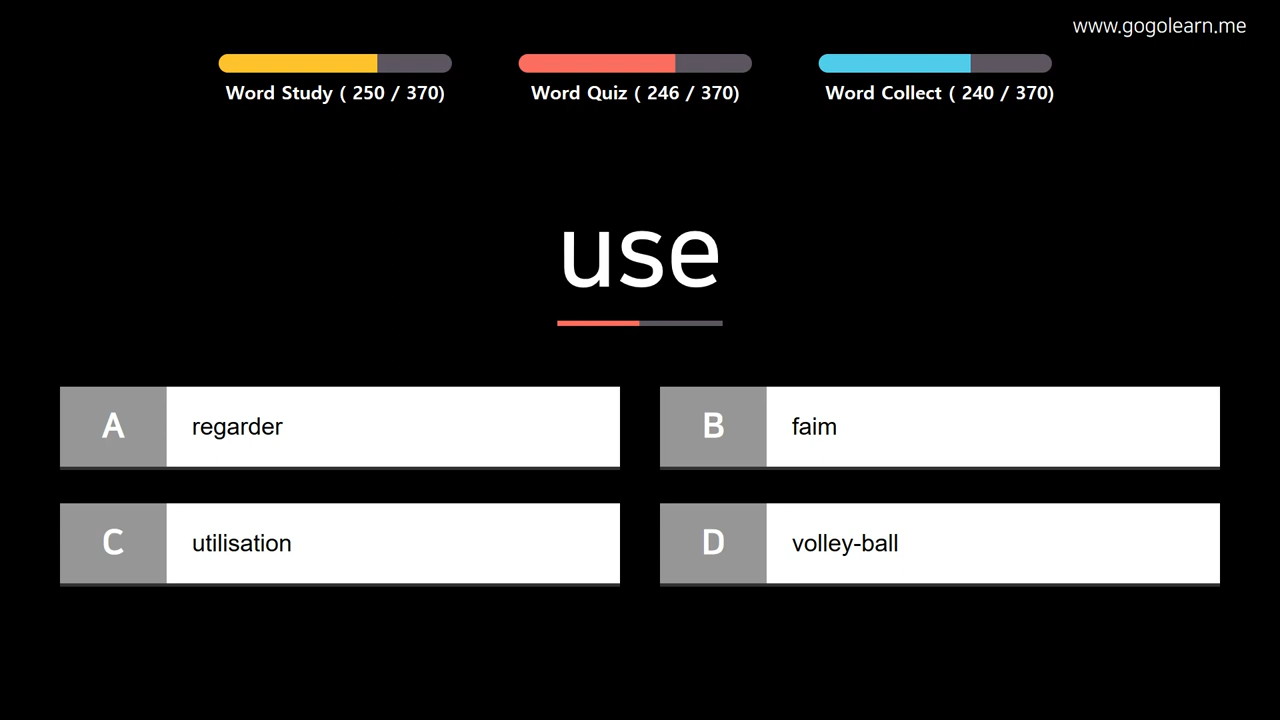 www.gogolearn.me
Word Study ( 250 / 370)
Word Quiz ( 246 / 370)
Word Collect ( 240 / 370)
use
A regarder
B faim
C utilisation
D volley-ball